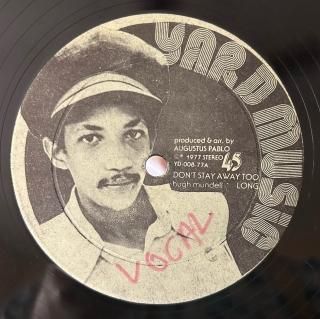 YARD MUSIC
produced & arr. by
AUGUSTUS PABLO
©℗ 1977 STEREO
YD-008-77A 45
DON'T STAY AWAY TOO
hugh mundell LONG
VOCAL